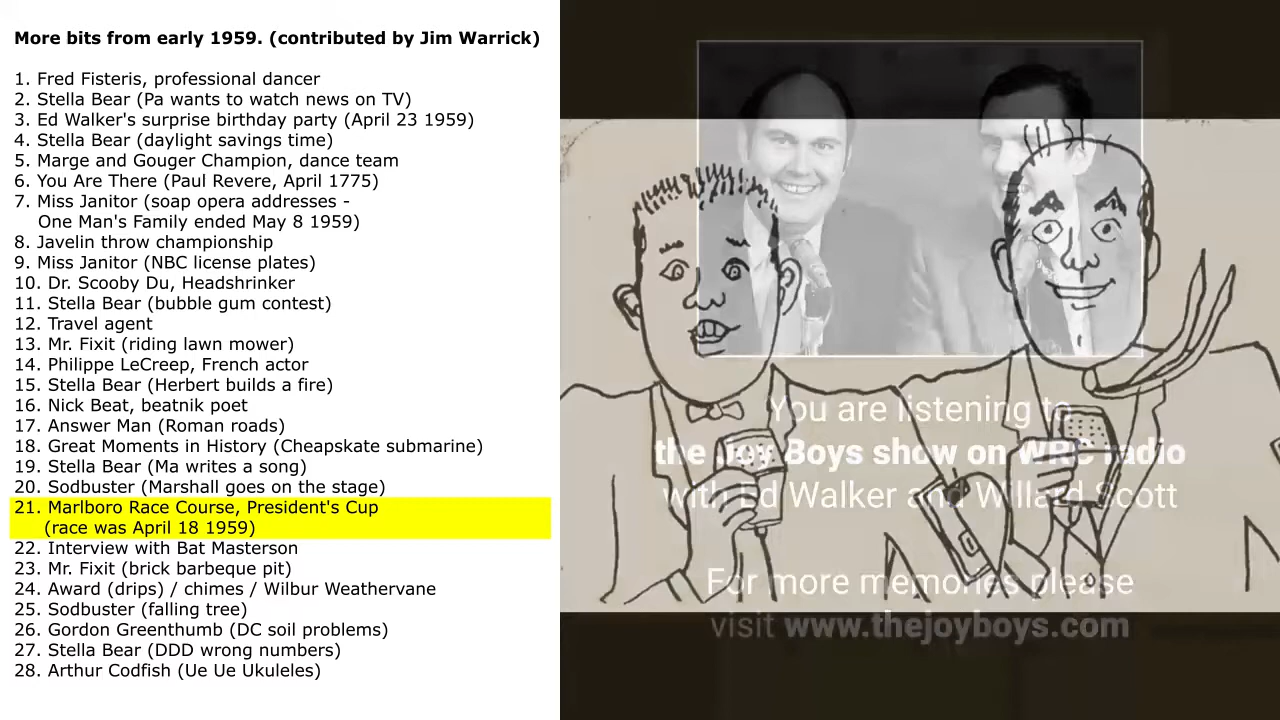 More bits from early 1959. (contributed by Jim Warrick)
1. Fred Fisteris, professional dancer
2. Stella Bear (Pa wants to watch news on TV)
3. Ed Walker's surprise birthday party (April 23 1959)
4. Stella Bear (daylight savings time)
5. Marge and Gouger Champion, dance team
6. You Are There (Paul Revere, April 1775)
7. Miss Janitor (soap opera addresses -
One Man's Family ended May 8 1959)
8. Javelin throw championship
9. Miss Janitor (NBC license plates)
10. Dr. Scooby Du, Headshrinker
11. Stella Bear (bubble gum contest)
12. Travel agent
13. Mr. Fixit (riding lawn mower)
14. Philippe LeCreep, French actor
15. Stella Bear (Herbert builds a fire)
16. Nick Beat, beatnik poet
17. Answer Man (Roman roads)
18. Great Moments in History (Cheapskate submarine)
19. Stella Bear (Ma writes a song)
20. Sodbuster (Marshall goes on the stage)
21. Marlboro Race Course, President's Cup
(race was April 18 1959)
22. Interview with Bat Masterson
23. Mr. Fixit (brick barbeque pit)
24. Award (drips) / chimes / Wilbur Weathervane
25. Sodbuster (falling tree)
26. Gordon Greenthumb (DC soil problems)
27. Stella Bear (DDD wrong numbers)
28. Arthur Codfish (Ue Ue Ukuleles)
You are listening to
the Joy Boys show on WRC radio
with Ed Walker and Willard Scott
For more memories please
visit www.thejoyboys.com